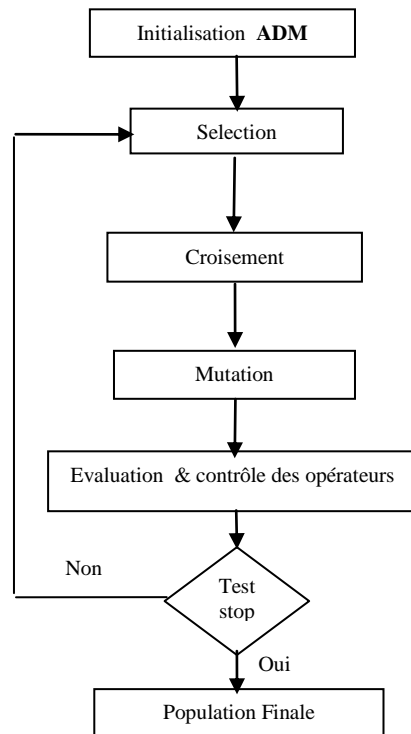 Initialisation ADM
Selection
Croisement
Mutation
Evaluation & contrôle des opérateurs
Non
Test
stop
Oui
Population Finale